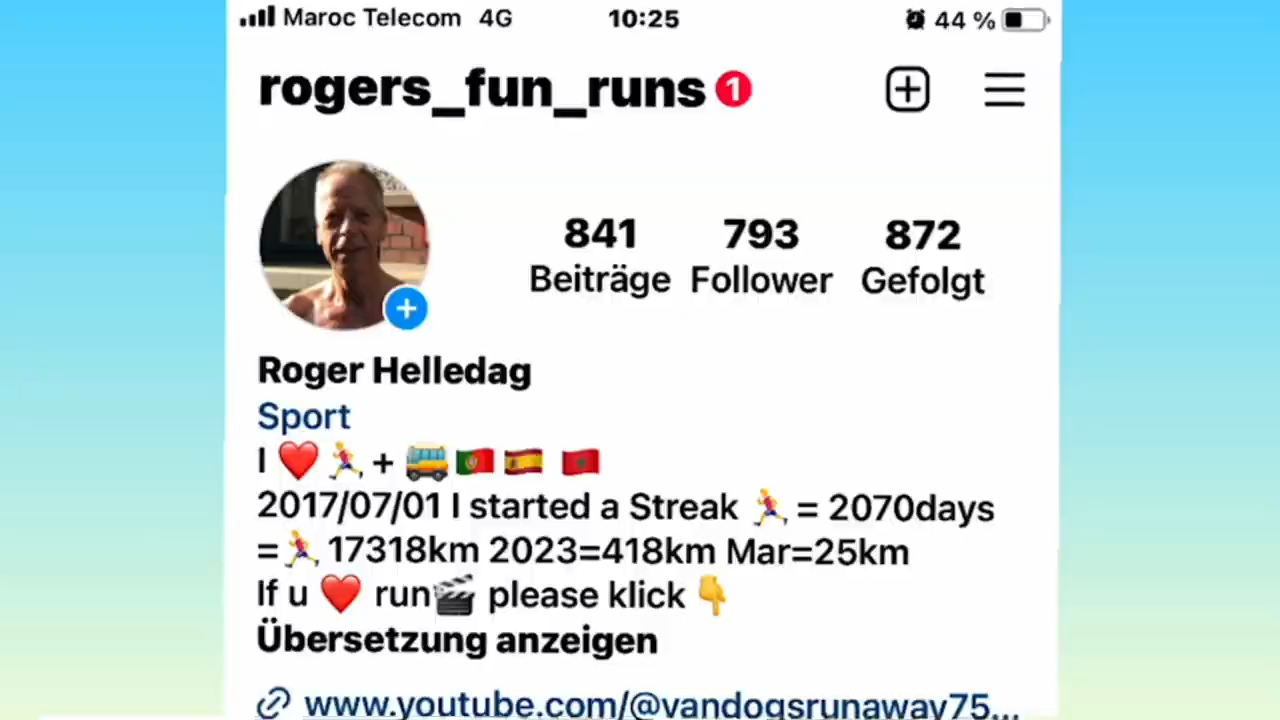 Maroc Telecom 4G 10:25 44 %
rogers_fun_runs 1
841 793 872
Beiträge Follower Gefolgt
Roger Helledag
Sport
I ❤️🏃+ 🚐🇵🇹🇪🇸 🇲🇦
2017/07/01 I started a Streak 🏃= 2070days
=🏃17318km 2023=418km Mar=25km
If u ❤️ run🎬 please klick 👇
Übersetzung anzeigen
www.youtube.com/@vandogsrunaway75...